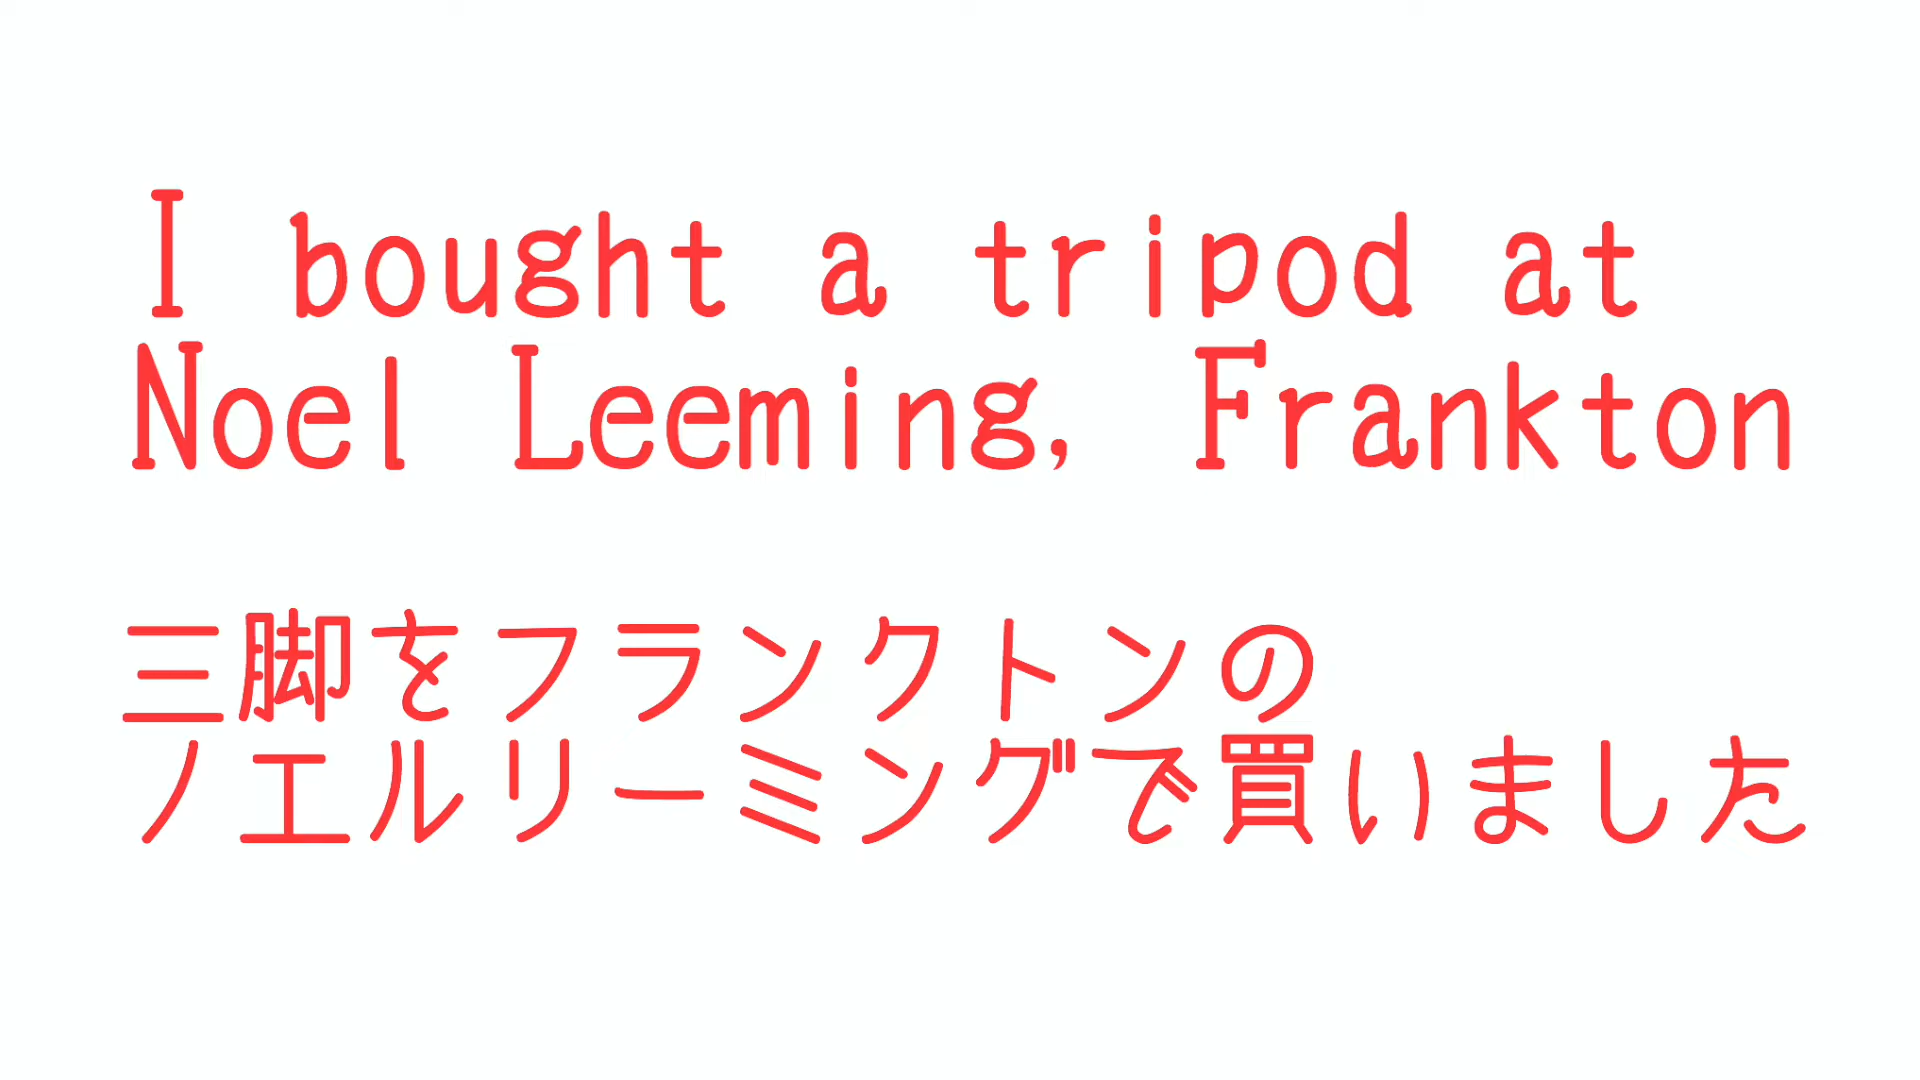 I bought a tripod at
Noel Leeming, Frankton
三脚をフランクトンの
ノエルリーミングで買いました